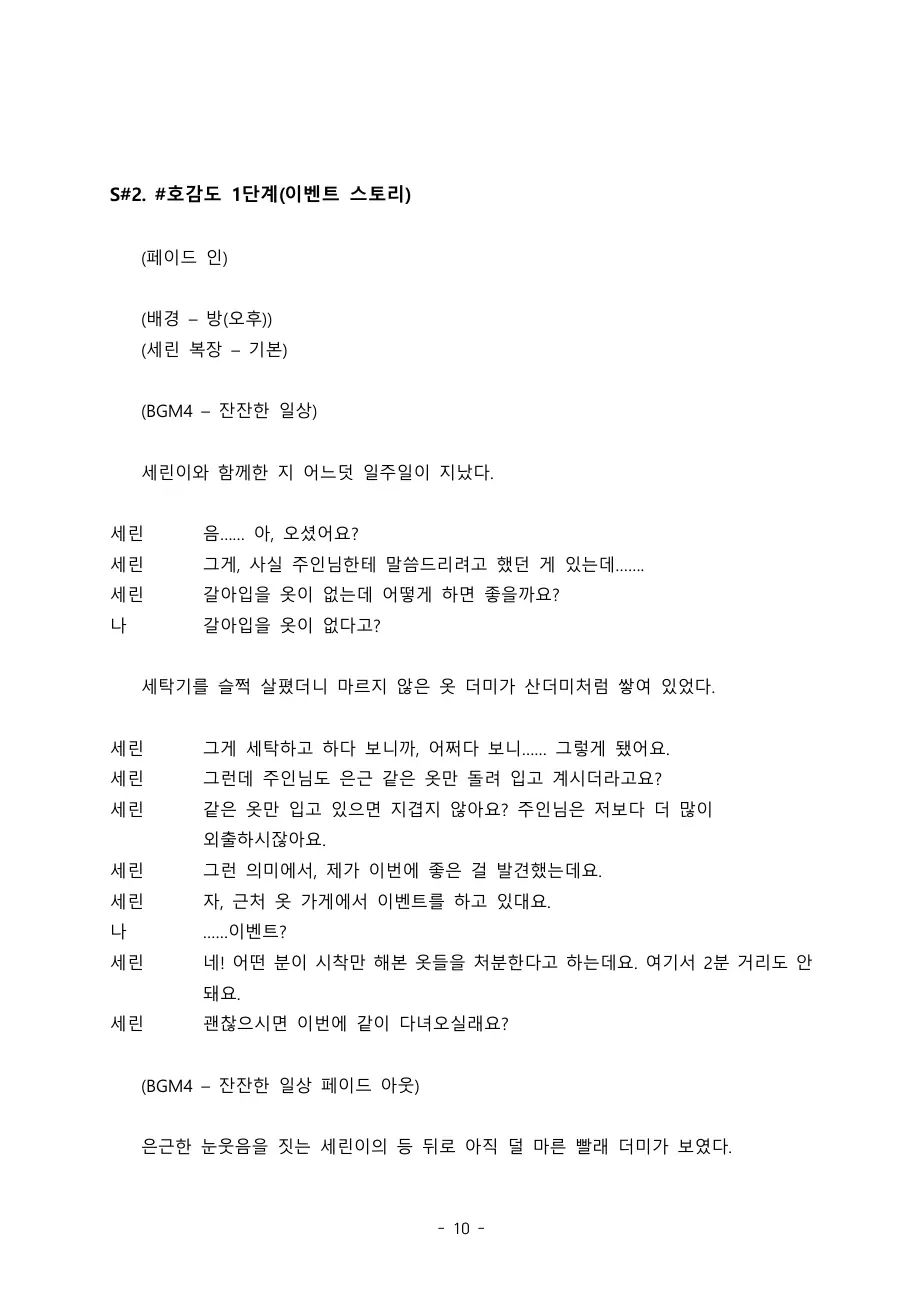 S#2. #호감도 1단계(이벤트 스토리)
(페이드 인)
(배경 – 방(오후))
(세린 복장 – 기본)
(BGM4 – 잔잔한 일상)
세린이와 함께한 지 어느덧 일주일이 지났다.
세린 음…… 아, 오셨어요?
세린 그게, 사실 주인님한테 말씀드리려고 했던 게 있는데…….
세린 갈아입을 옷이 없는데 어떻게 하면 좋을까요?
나 갈아입을 옷이 없다고?
세탁기를 슬쩍 살폈더니 마르지 않은 옷 더미가 산더미처럼 쌓여 있었다.
세린 그게 세탁하고 하다 보니까, 어쩌다 보니…… 그렇게 됐어요.
세린 그런데 주인님도 은근 같은 옷만 돌려 입고 계시더라고요?
세린 같은 옷만 입고 있으면 지겹지 않아요? 주인님은 저보다 더 많이
외출하시잖아요.
세린 그런 의미에서, 제가 이번에 좋은 걸 발견했는데요.
세린 자, 근처 옷 가게에서 이벤트를 하고 있대요.
나 ……이벤트?
세린 네! 어떤 분이 시착만 해본 옷들을 처분한다고 하는데요. 여기서 2분 거리도 안
돼요.
세린 괜찮으시면 이번에 같이 다녀오실래요?
(BGM4 – 잔잔한 일상 페이드 아웃)
은근한 눈웃음을 짓는 세린이의 등 뒤로 아직 덜 마른 빨래 더미가 보였다.
- 10 -